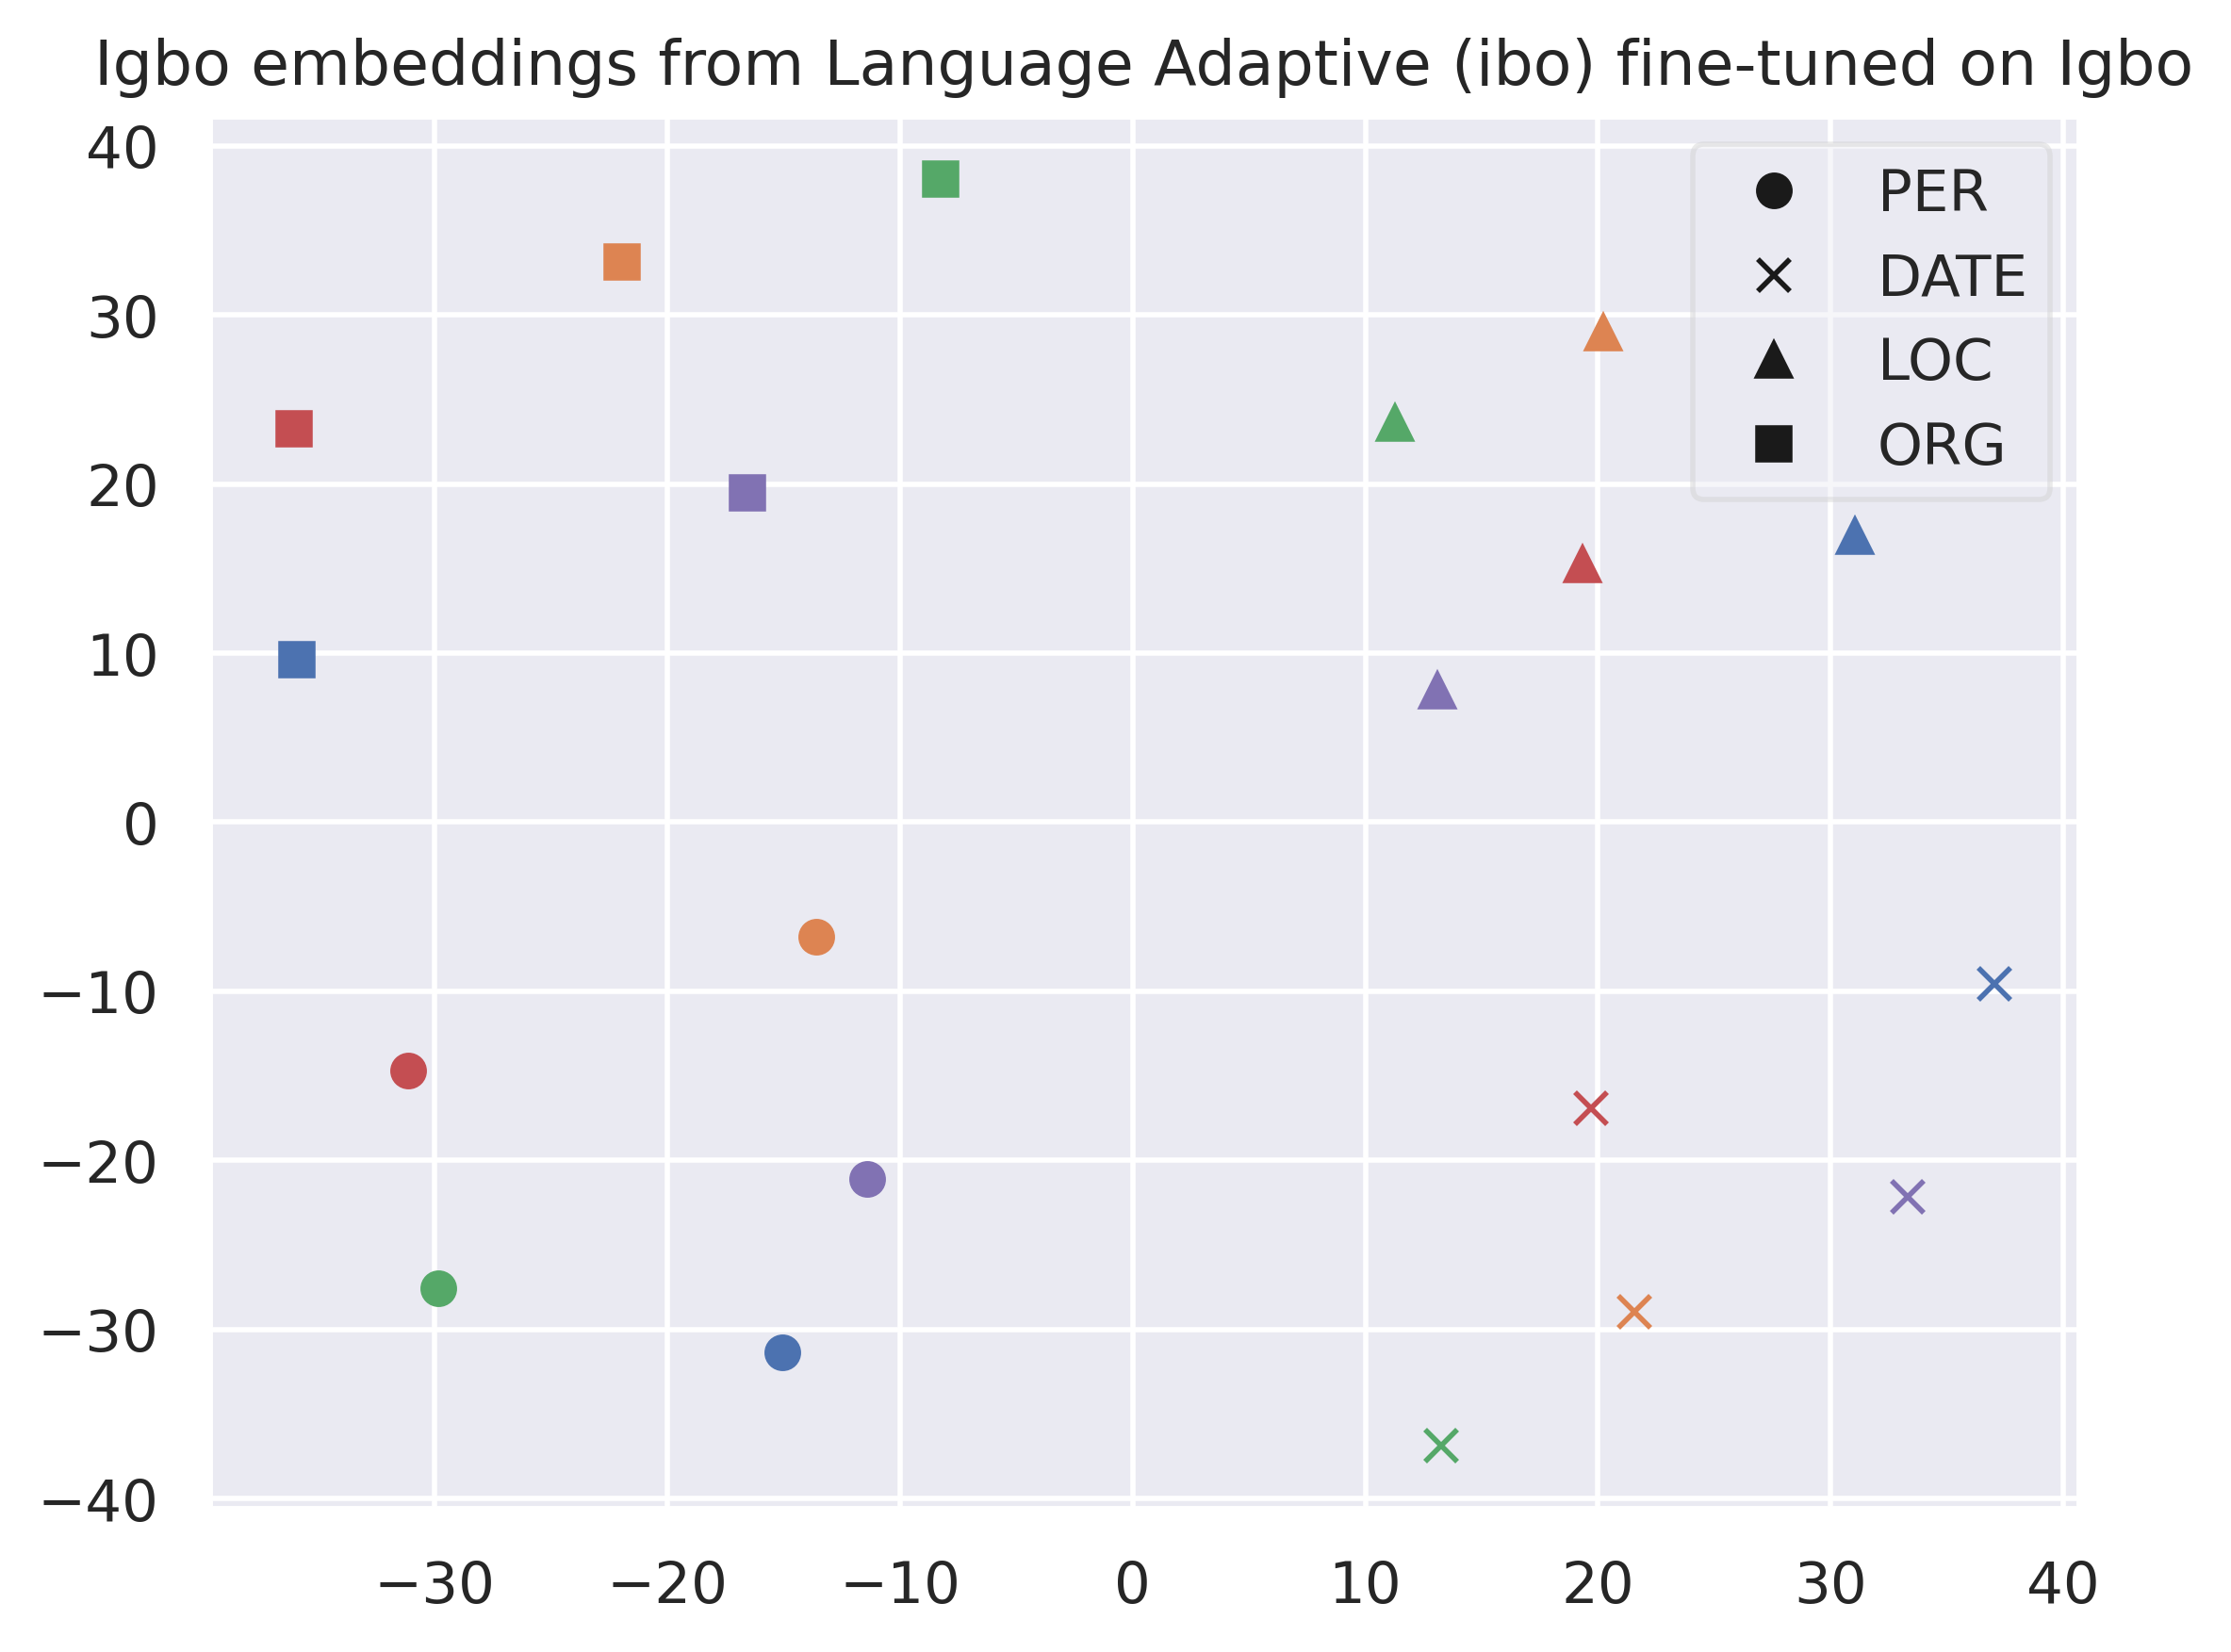 Igbo embeddings from Language Adaptive (ibo) fine-tuned on Igbo
40
30
20
10
0
−10
−20
−30
−40
PER
DATE
LOC
ORG
−30 −20 −10 0 10 20 30 40